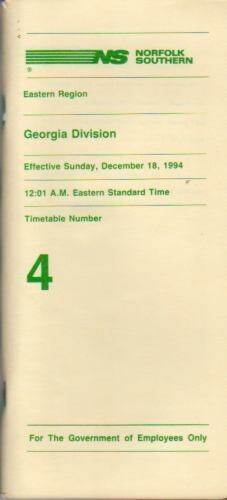 NS NORFOLK
SOUTHERN
®
Eastern Region
Georgia Division
Effective Sunday, December 18, 1994
12:01 A.M. Eastern Standard Time
Timetable Number
4
For The Government of Employees Only